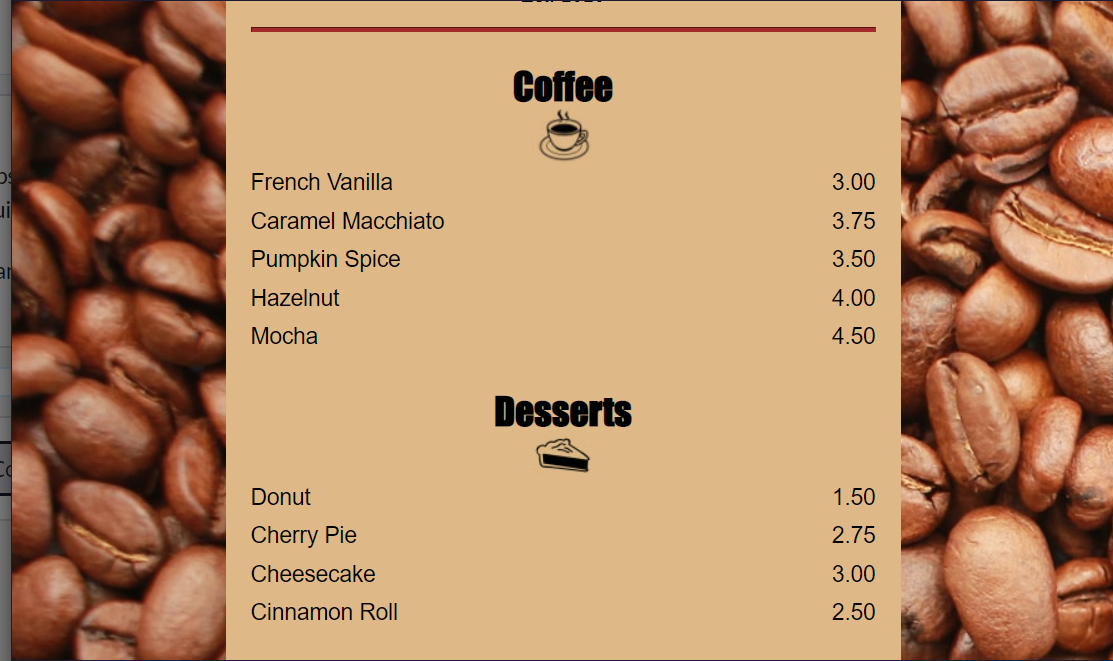 Coffee
French Vanilla 3.00
Caramel Macchiato 3.75
Pumpkin Spice 3.50
Hazelnut 4.00
Mocha 4.50
Desserts
Donut 1.50
Cherry Pie 2.75
Cheesecake 3.00
Cinnamon Roll 2.50